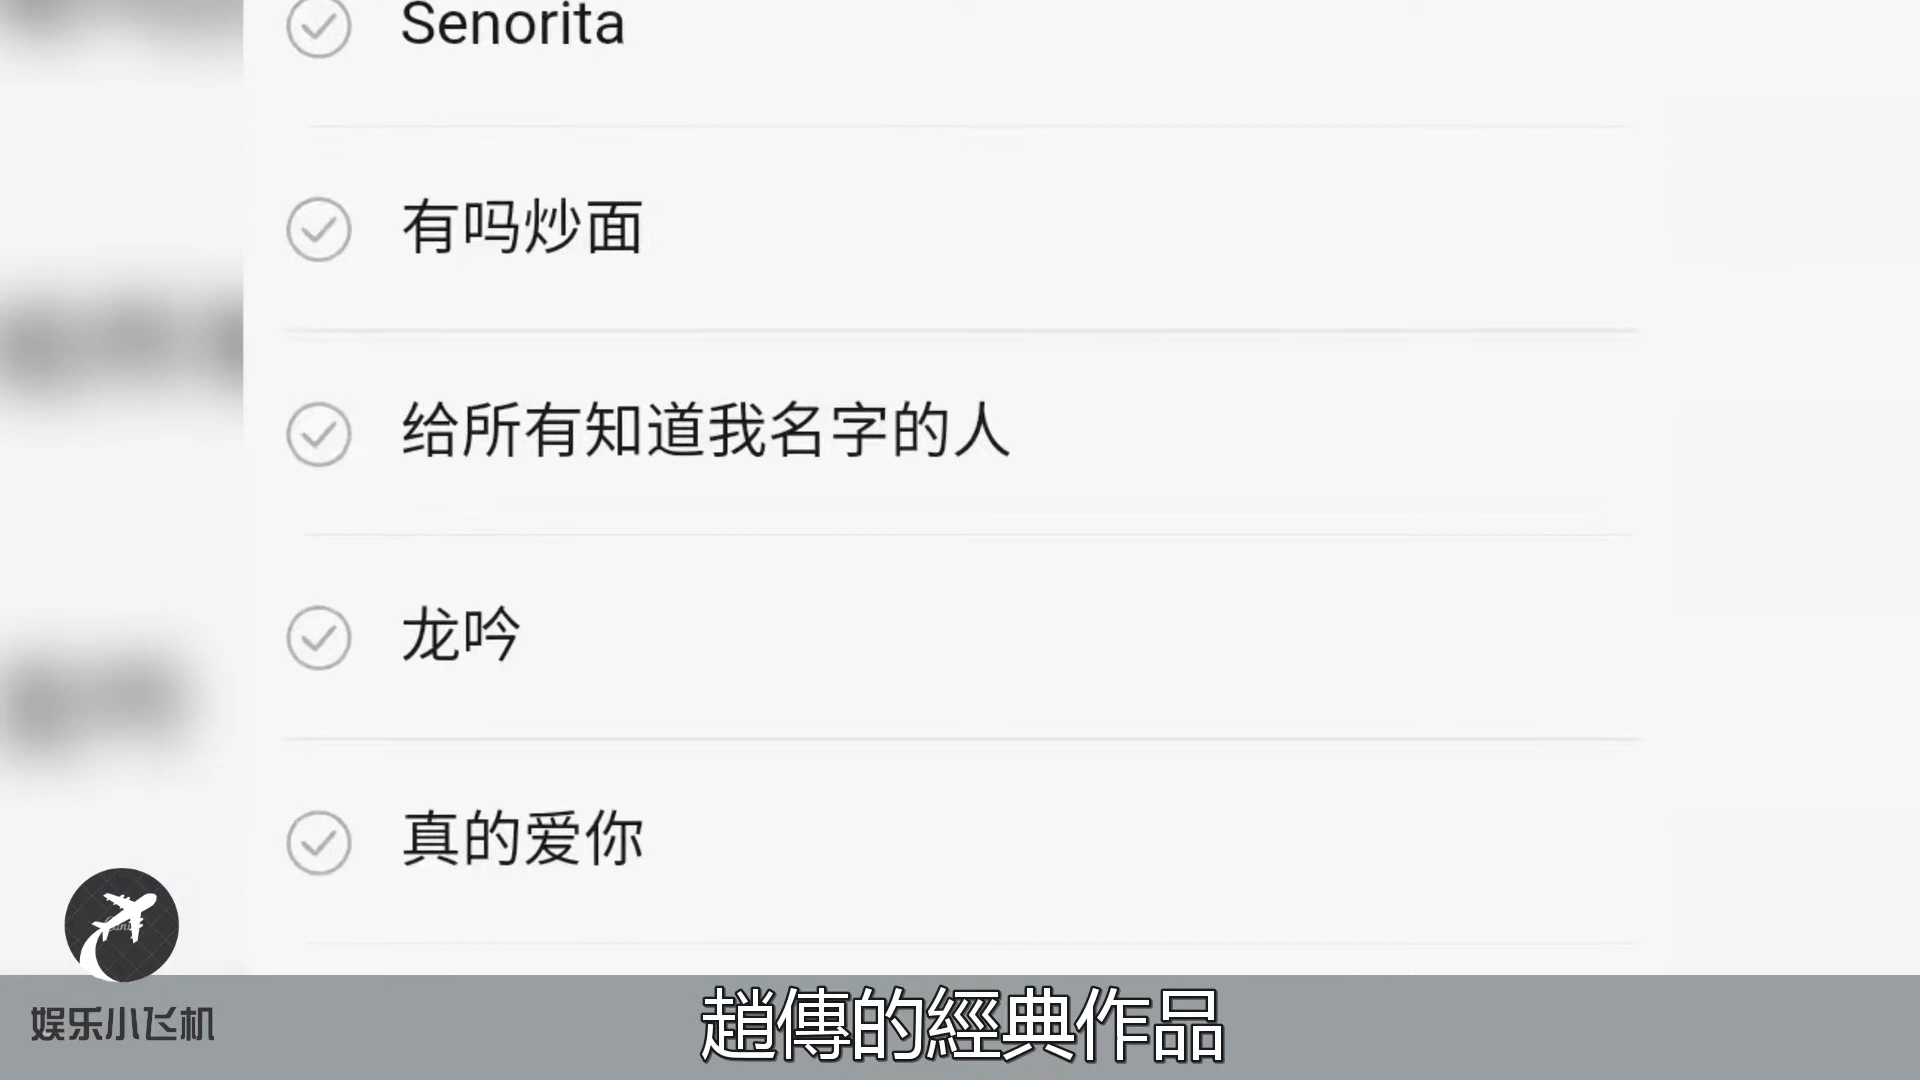 Senorita
有吗炒面
给所有知道我名字的人
龙吟
真的爱你
娱乐小飞机
趙傳的經典作品